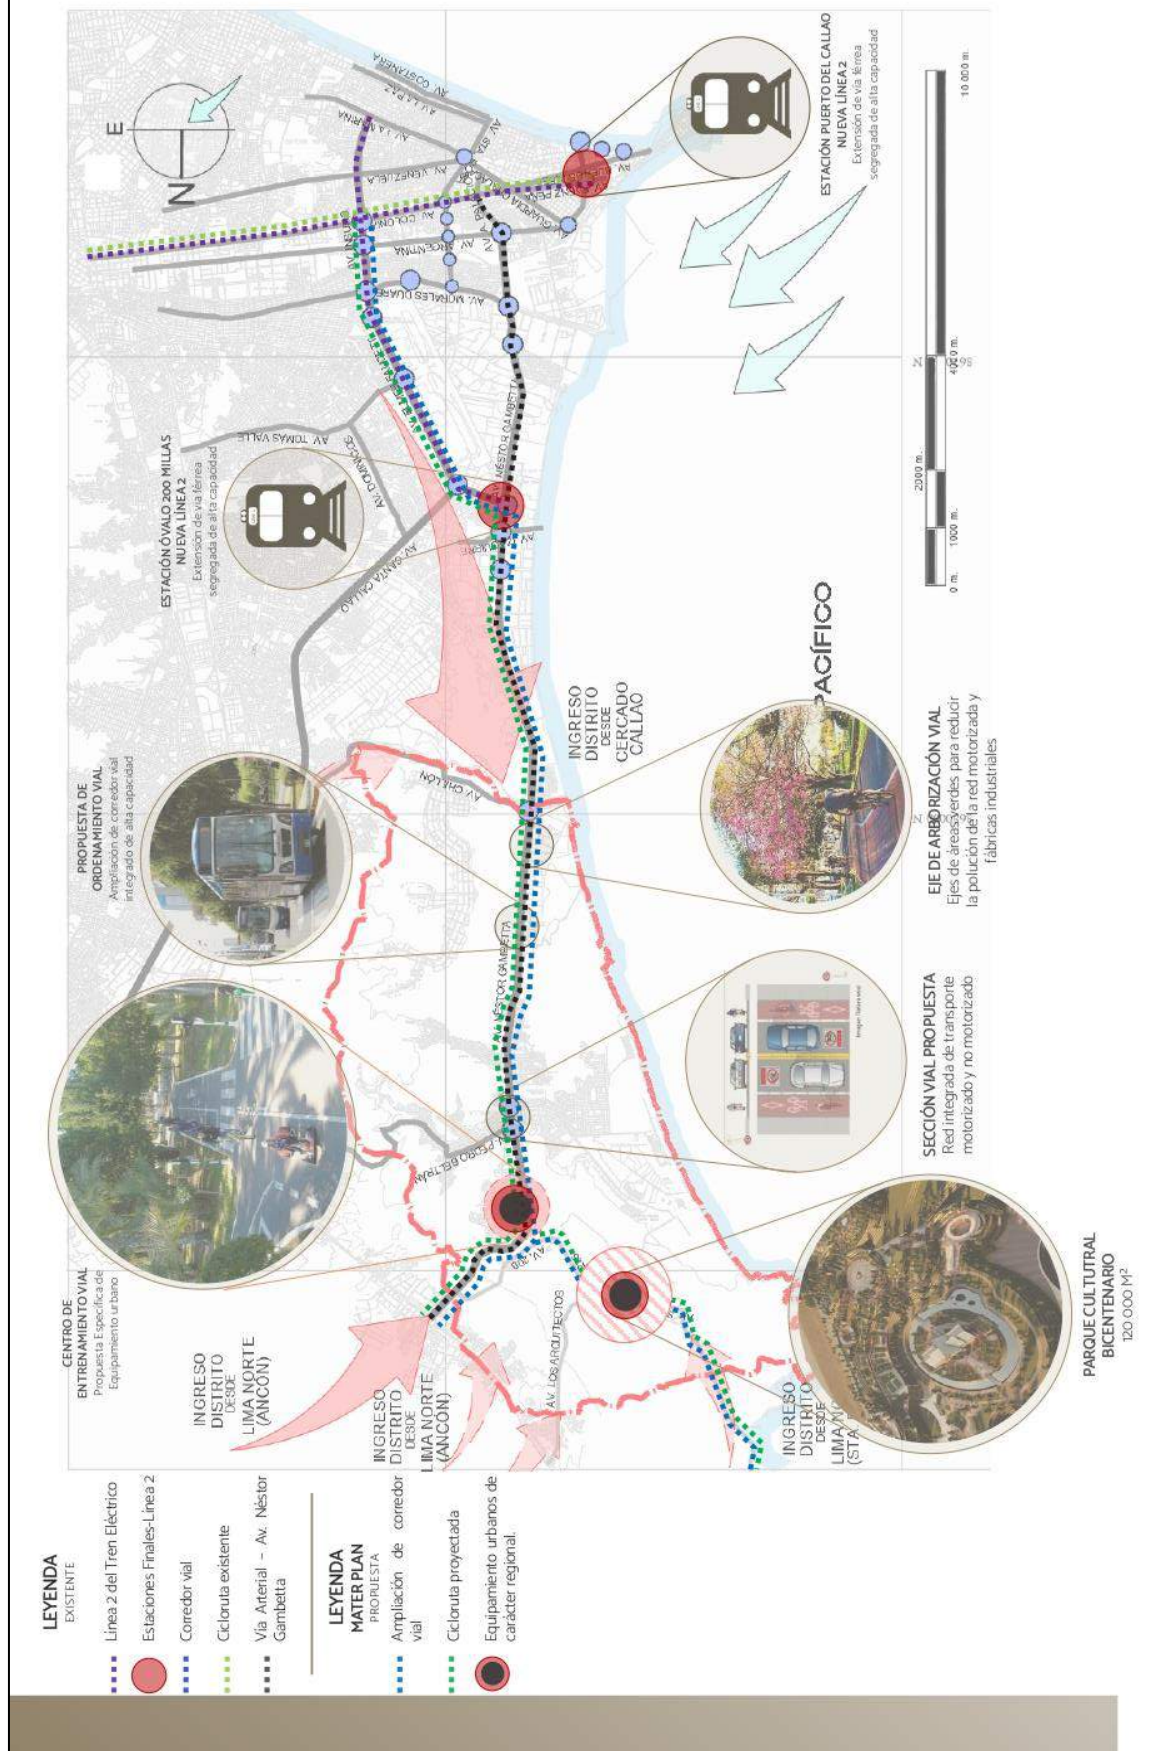 LEYENDA
EXISTENTE
Línea 2 del Tren Eléctrico
Estaciones Finales-Línea 2
Corredor vial
Cicloruta existente
Vía Arterial – Av. Néstor
Gambetta
LEYENDA
MATER PLAN
PROPUESTA
Ampliación de corredor
vial
Cicloruta proyectada
Equipamiento urbanos de
carácter regional.
CENTRO DE
ENTRENAMIENTO VIAL
Propuesta Específica de
Equipamiento urbano
PROPUESTA DE
ORDENAMIENTO VIAL
Ampliación de corredor vial
integrado de alta capacidad
ESTACIÓN ÓVALO 200 MILLAS
NUEVA LÍNEA 2
Extensión de vía férrea
segregada de alta capacidad
N
E
INGRESO
DISTRITO
DESDE
LIMA NORTE
(ANCÓN)
INGRESO
DISTRITO
DESDE
LIMA NORTE
(ANCÓN)
INGRESO
DISTRITO
DESDE
LIMA
(STA
INGRESO
DISTRITO
DESDE
CERCADO
CALLAO
AV. LOS ARQUITECTOS
PEDRO BELTRÁN
NÉSTOR GAMBETTA
AV. CHILLÓN
AV. CANTA CALLAO
AV. DOMINICOS
AV. TOMAS VALLE
NÉSTOR GAMBETTA
AV. MORALES DUARE
AV. ARGENTINA
AV. COLONIA
AV. VENEZUELA
AV. LA MARINA
AV. LA PAZ
AV. COSTANERA
ESTACIÓN PUERTO DEL CALLAO
NUEVA LÍNEA 2
Extensión de vía férrea
segregada de alta capacidad
PACÍFICO
0 m.
1000 m.
2000 m.
4000 m.
10 000 m.
PARQUE CULTUTRAL
BICENTENARIO
120 000 M²
SECCIÓN VIAL PROPUESTA
Red integrada de transporte
motorizado y no motorizado
EJE DE ARBORIZACIÓN VIAL
Ejes de áreas verdes para reducir
la polución de la red motorizada y
fábricas industriales